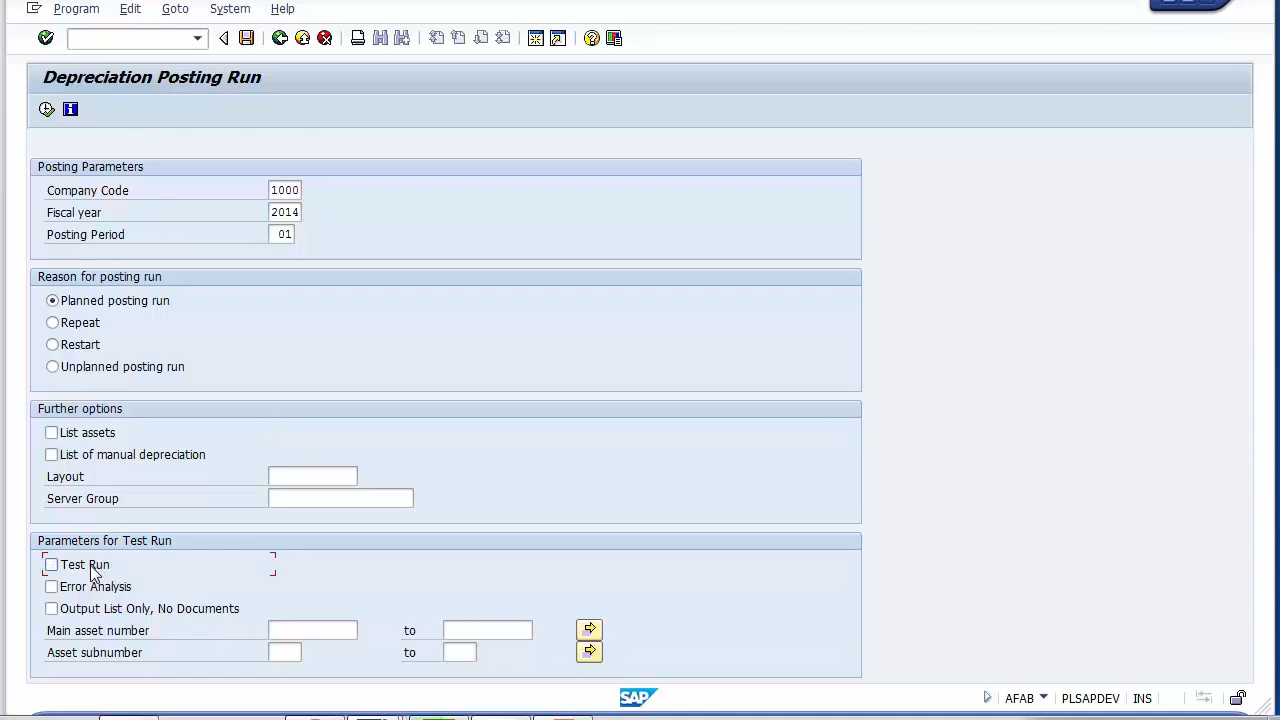 Program Edit Goto System Help
Depreciation Posting Run
Posting Parameters
Company Code 1000
Fiscal year 2014
Posting Period 01
Reason for posting run
Planned posting run
Repeat
Restart
Unplanned posting run
Further options
List assets
List of manual depreciation
Layout
Server Group
Parameters for Test Run
Test Run
Error Analysis
Output List Only, No Documents
Main asset number to
Asset subnumber to
SAP AFAB PLSAPDEV INS